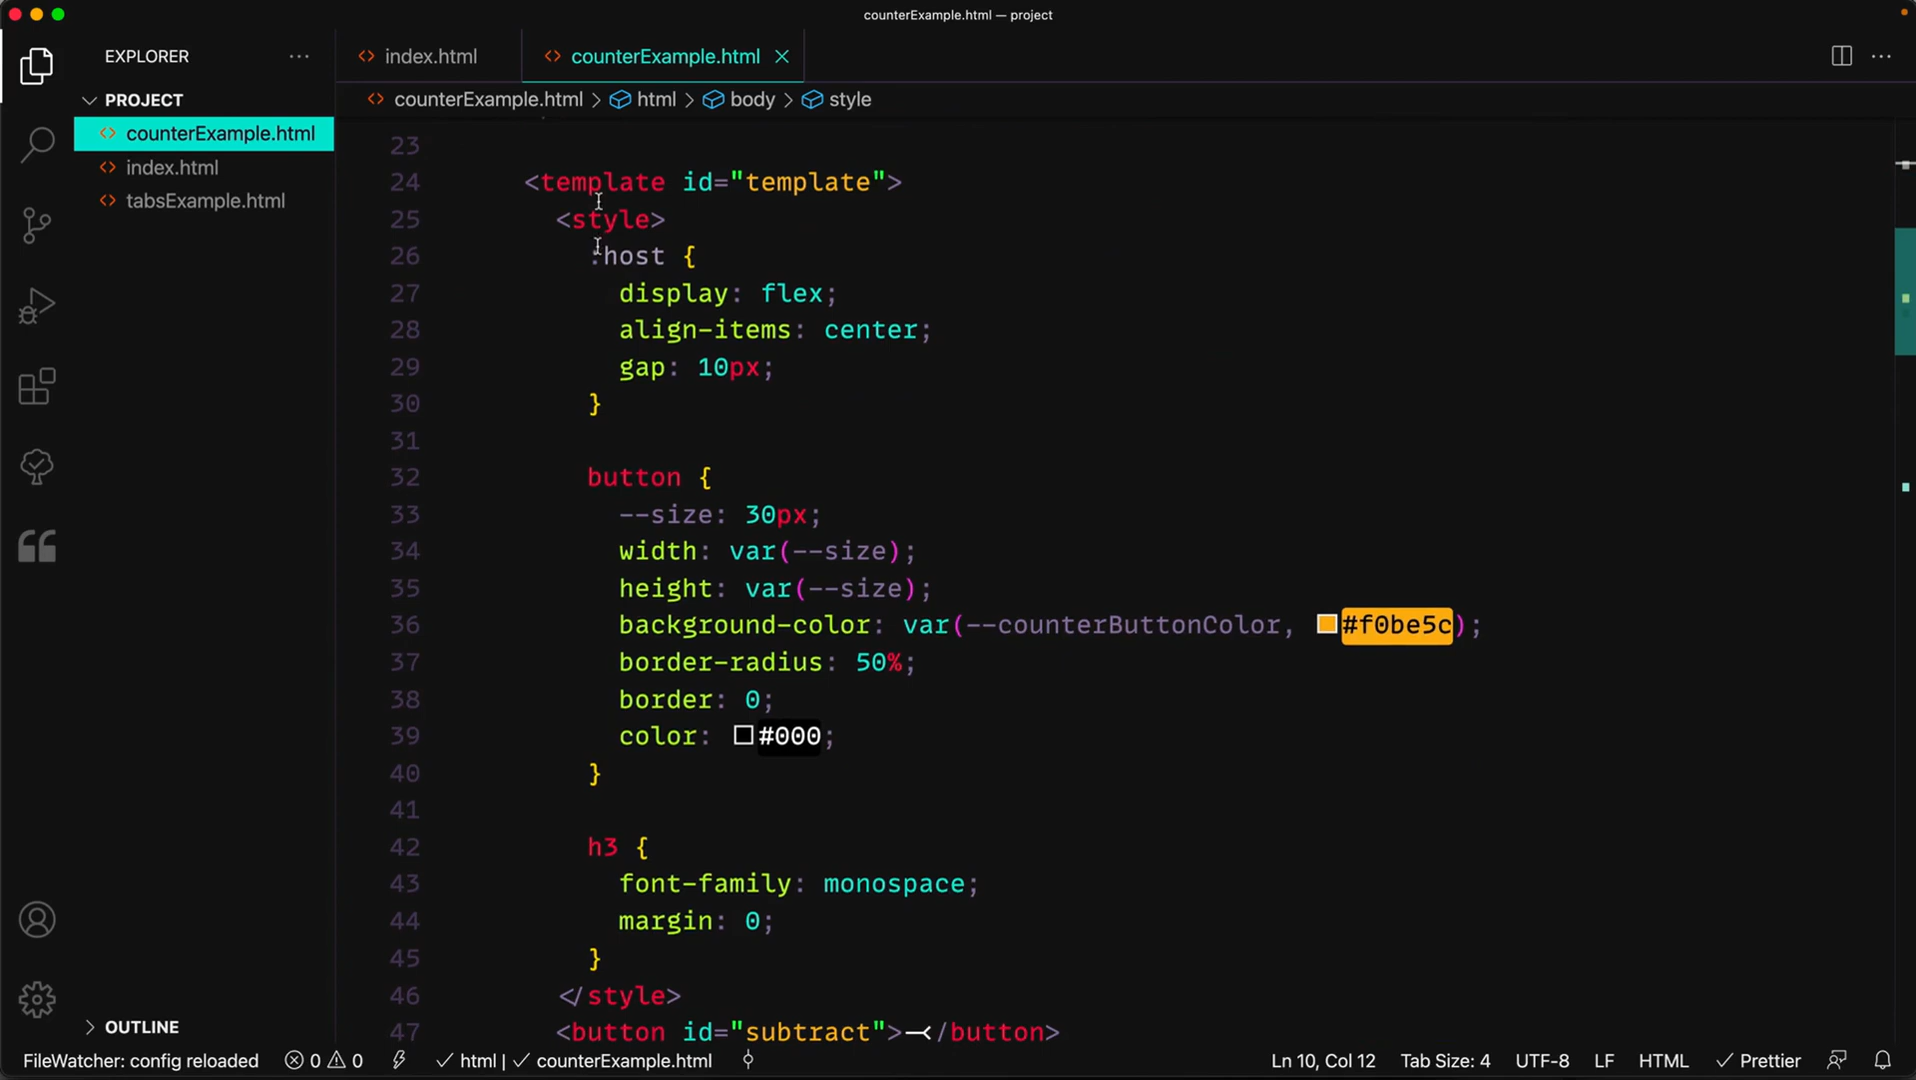 counterExample.html — project
EXPLORER
index.html
counterExample.html
PROJECT
counterExample.html > html > body > style
counterExample.html
index.html
tabsExample.html
23
24 <template id="template">
25 <style>
26 :host {
27 display: flex;
28 align-items: center;
29 gap: 10px;
30 }
31
32 button {
33 --size: 30px;
34 width: var(--size);
35 height: var(--size);
36 background-color: var(--counterButtonColor, #f0be5c);
37 border-radius: 50%;
38 border: 0;
39 color: #000;
40 }
41
42 h3 {
43 font-family: monospace;
44 margin: 0;
45 }
46 </style>
47 <button id="subtract">-</button>
OUTLINE
FileWatcher: config reloaded 0 0 html | counterExample.html Ln 10, Col 12 Tab Size: 4 UTF-8 LF HTML Prettier